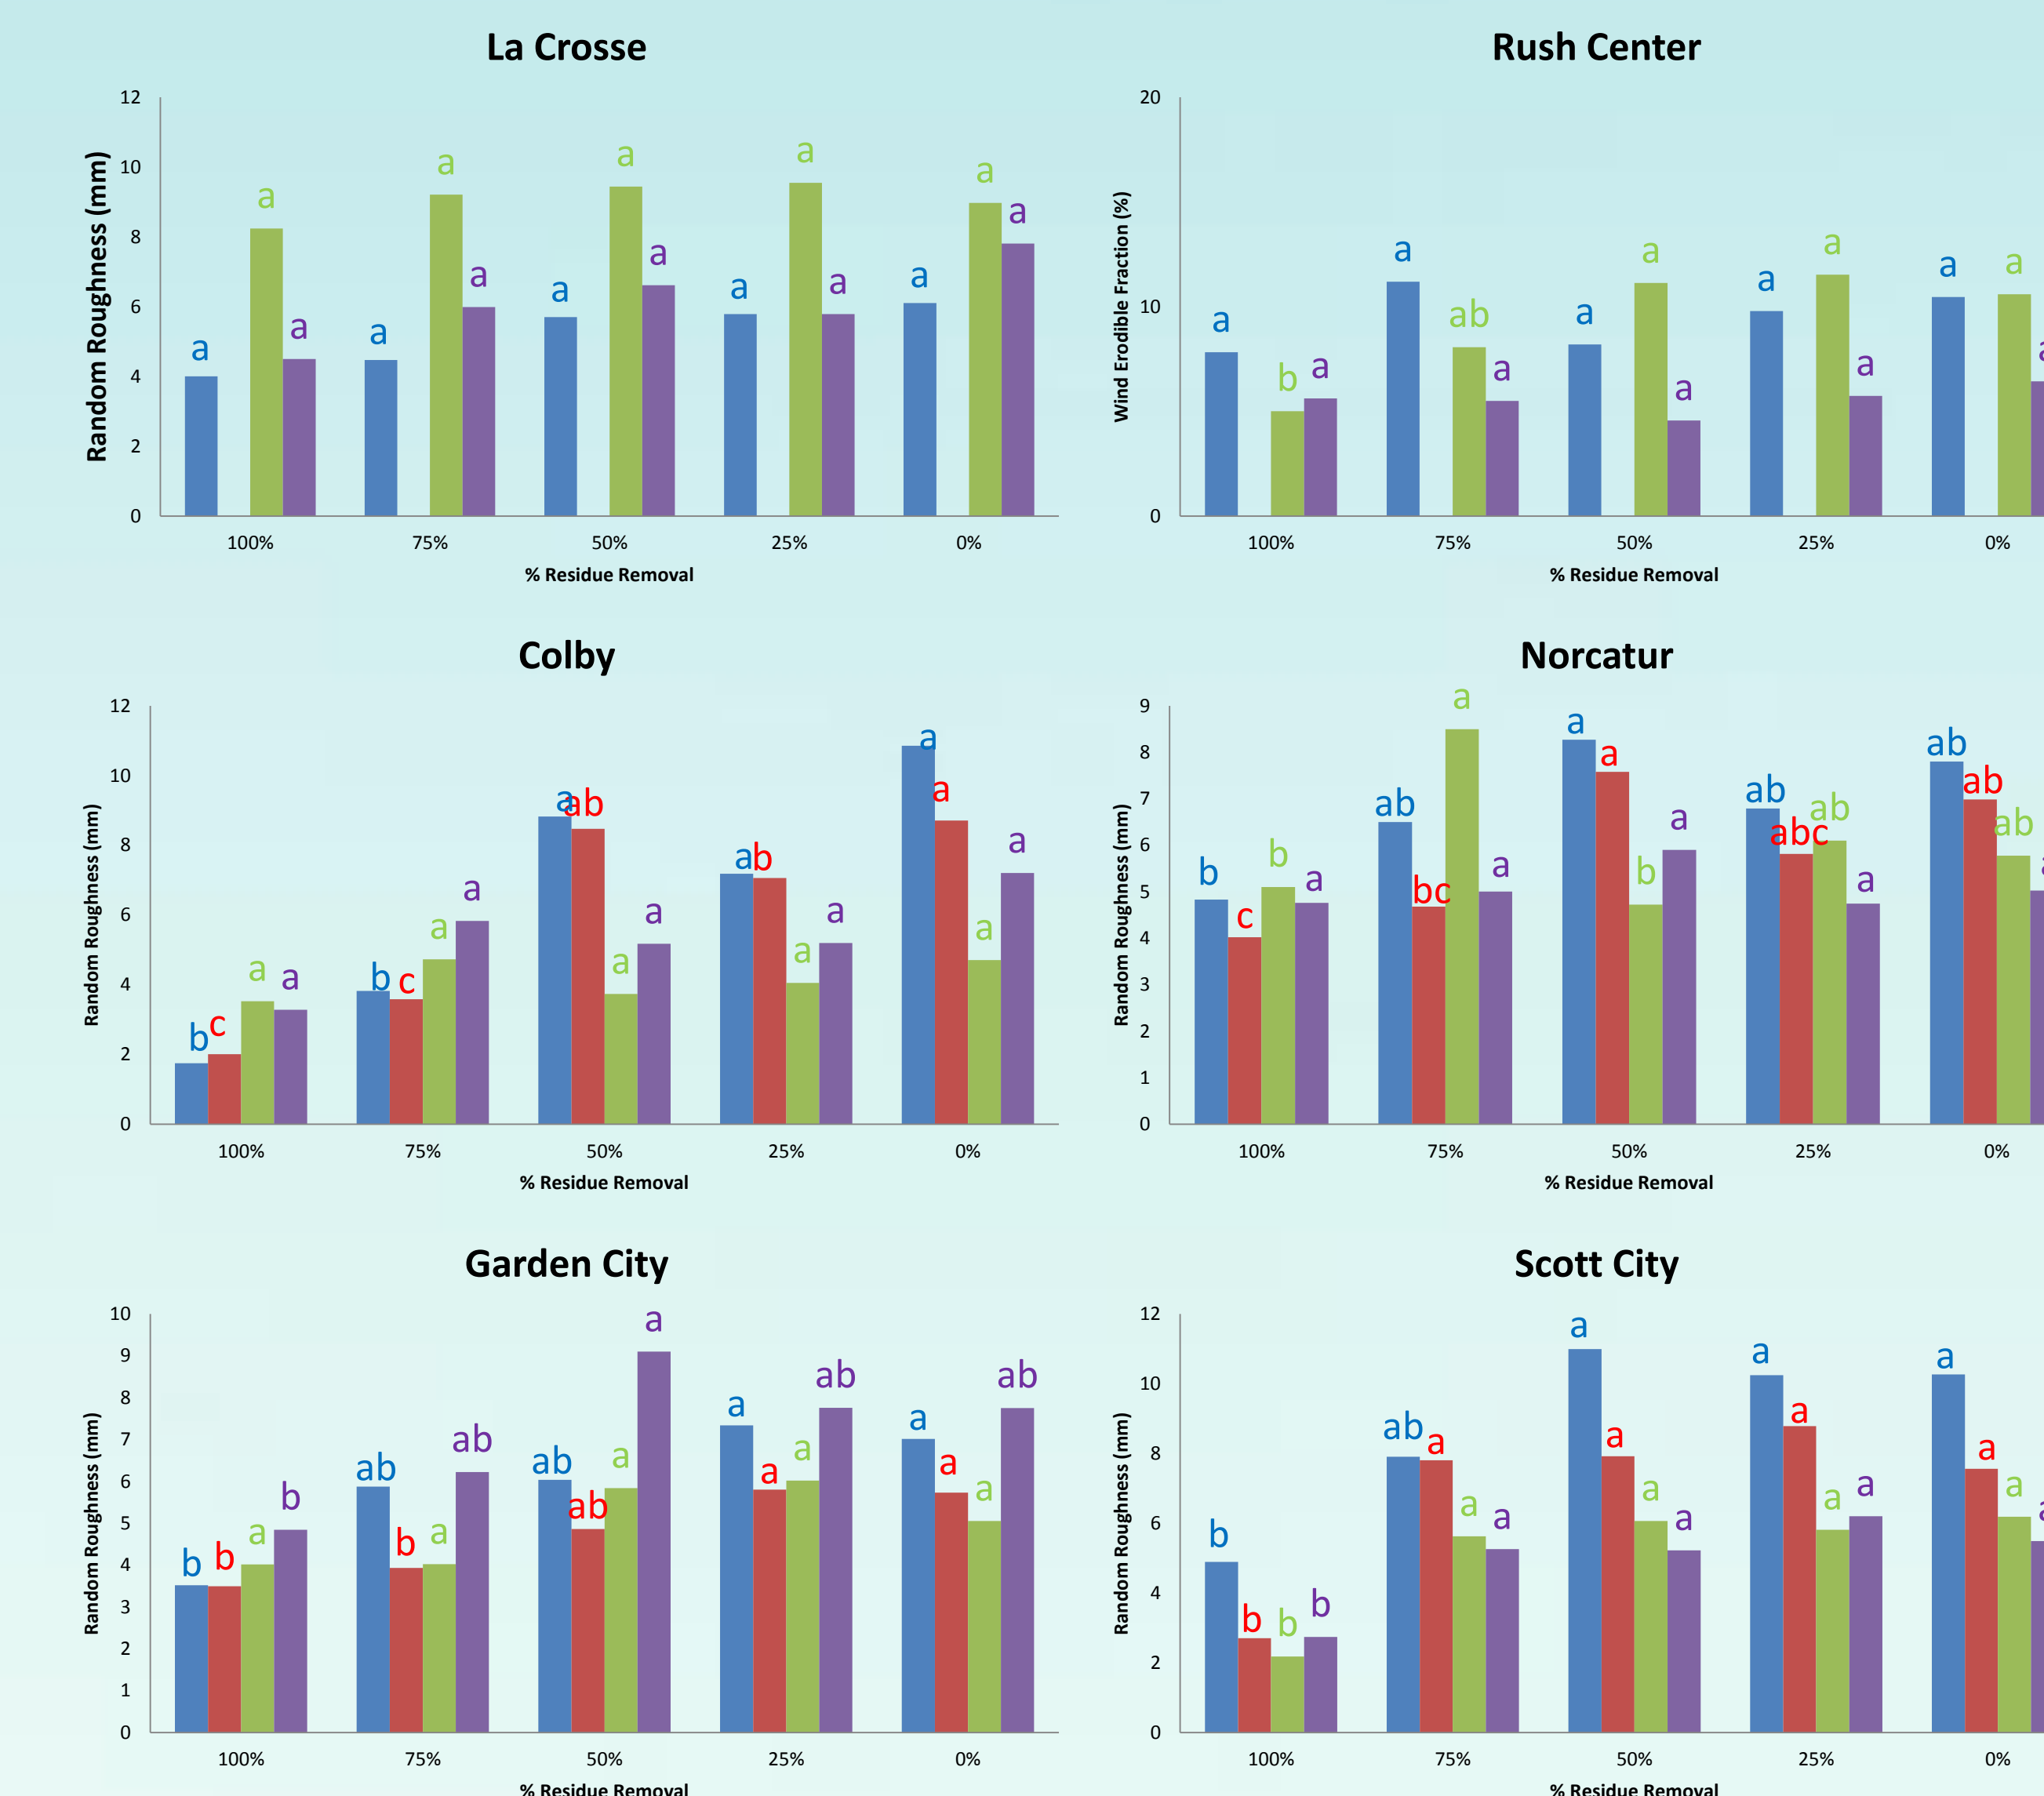 La Crosse
12
10
8
6
4
2
0
Random Roughness (mm)
a a a
a a a
a a a
a a a
a a a
100% 75% 50% 25% 0%
% Residue Removal
Rush Center
20
10
0
Wind Erodible Fraction (%)
a b a
a ab a
a a a
a a a
a a
100% 75% 50% 25% 0%
% Residue Removal
Colby
12
10
8
6
4
2
0
Random Roughness (mm)
b c a a
b c a a
a ab a a
a b a a
a a a a
100% 75% 50% 25% 0%
% Residue Removal
Norcatur
9
8
7
6
5
4
3
2
1
0
Random Roughness (mm)
b c b a
ab bc a a
a a b a
ab abc ab a
ab ab ab
100% 75% 50% 25% 0%
% Residue Removal
Garden City
10
9
8
7
6
5
4
3
2
1
0
Random Roughness (mm)
b b a b
ab b a ab
ab ab a a
a a a ab
a a a ab
100% 75% 50% 25% 0%
% Residue Removal
Scott City
12
10
8
6
4
2
0
Random Roughness (mm)
b b b b
ab a a a
a a a a
a a a a
a a a
100% 75% 50% 25% 0%
% Residue Removal